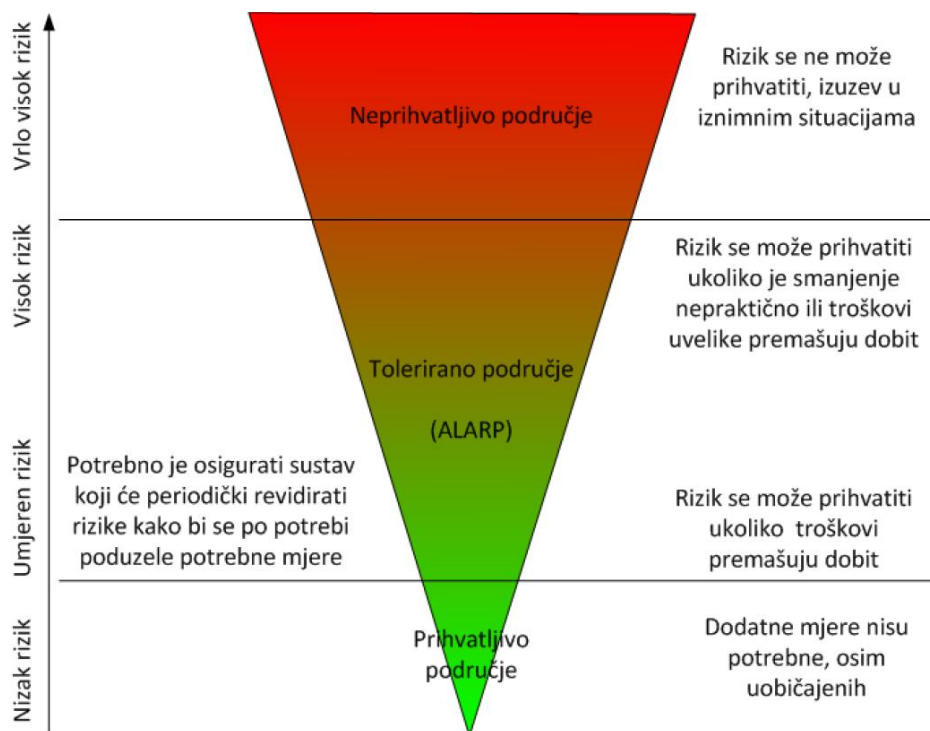 Vrlo visok rizik
Neprihvatljivo područje
Rizik se ne može
prihvatiti, izuzev u
iznimnim situacijama
Visok rizik
Rizik se može prihvatiti
ukoliko je smanjenje
nepraktično ili troškovi
uvelike premašuju dobit
Tolerirano područje
(ALARP)
Umjeren rizik
Potrebno je osigurati sustav
koji će periodički revidirati
rizike kako bi se po potrebi
poduzele potrebne mjere
Rizik se može prihvatiti
ukoliko troškovi
premašuju dobit
Nizak rizik
Prihvatljivo
područje
Dodatne mjere nisu
potrebne, osim
uobičajenih